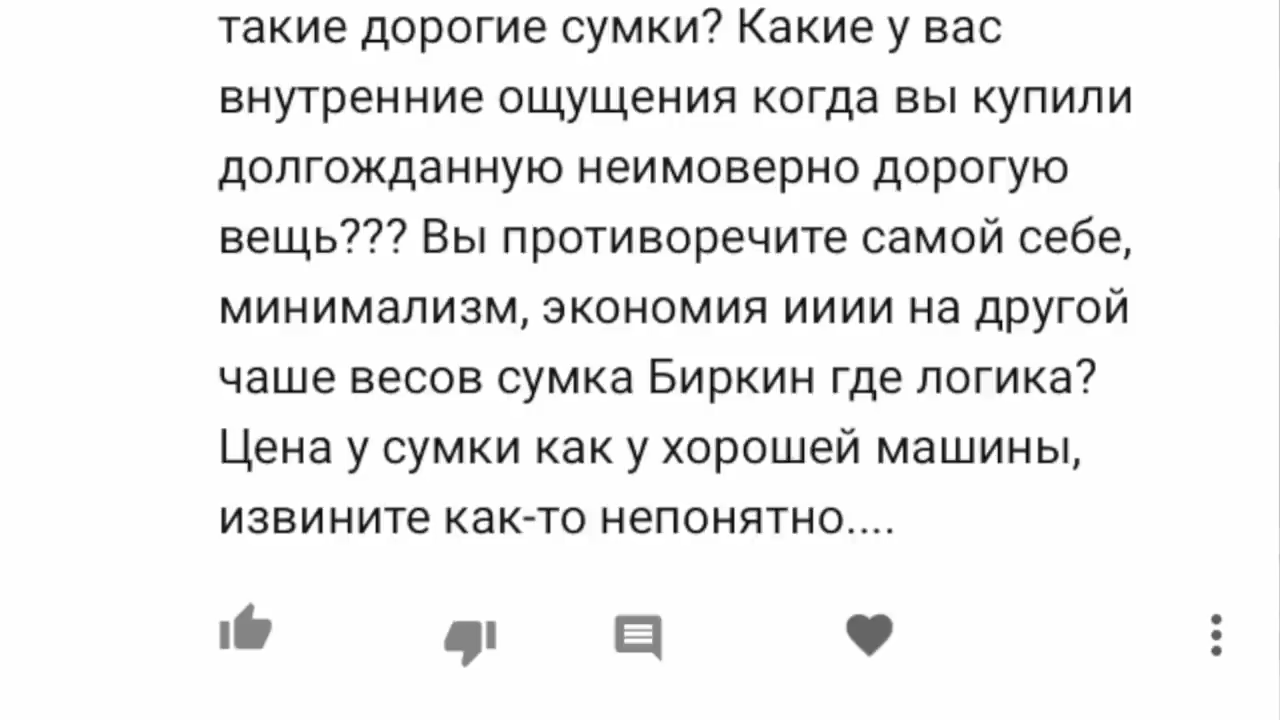 такие дорогие сумки? Какие у вас
внутренние ощущения когда вы купили
долгожданную неимоверно дорогую
вещь??? Вы противоречите самой себе,
минимализм, экономия ииии на другой
чаше весов сумка Биркин где логика?
Цена у сумки как у хорошей машины,
извините как-то непонятно....